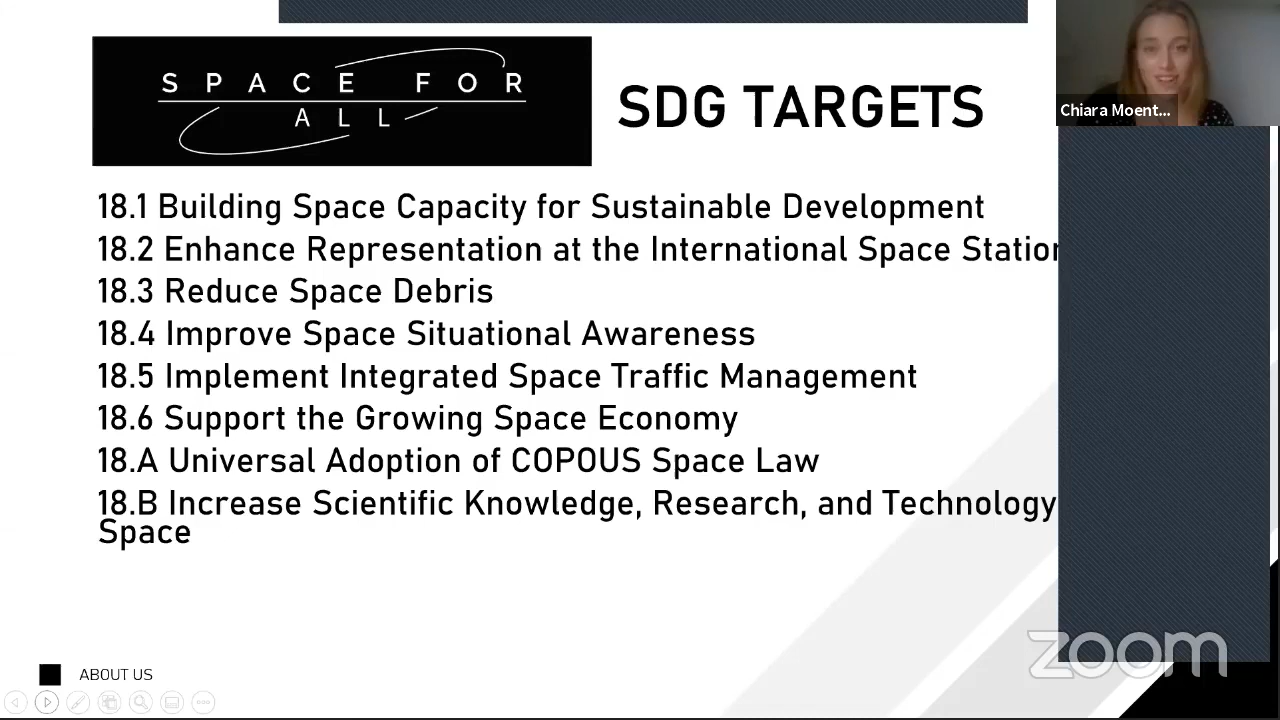 SPACE FOR
ALL
SDG TARGETS
Chiara Moent...
18.1 Building Space Capacity for Sustainable Development
18.2 Enhance Representation at the International Space Station
18.3 Reduce Space Debris
18.4 Improve Space Situational Awareness
18.5 Implement Integrated Space Traffic Management
18.6 Support the Growing Space Economy
18.A Universal Adoption of COPOUS Space Law
18.B Increase Scientific Knowledge, Research, and Technology
Space
zoom
ABOUT US